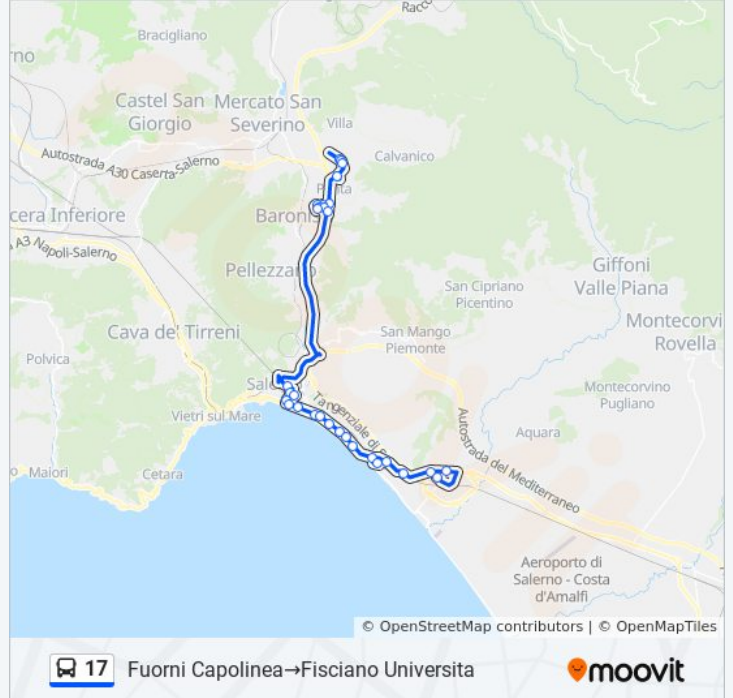 Racco
Bracigliano
rno
Castel San
Giorgio
Mercato San
Severino
Villa
Autostrada A30 Caserta-Salerno
Calvanico
cera Inferiore
Baronis
A3 Napoli-Salerno
Pellezzano
Giffoni
Valle Piana
San Cipriano
Picentino
Montecorvi
Rovella
Cava de' Tirreni
San Mango
Piemonte
Polvica
Montecorvino
Pugliano
Vietri sul Mare
Tangenziale di S
Autostrada del Mediterraneo
Aquara
Maiori
Cetara
Aeroporto di
Salerno - Costa
d'Amalfi
© OpenStreetMap contributors | © OpenMapTiles
17 Fuorni Capolinea→Fisciano Universita
moovit